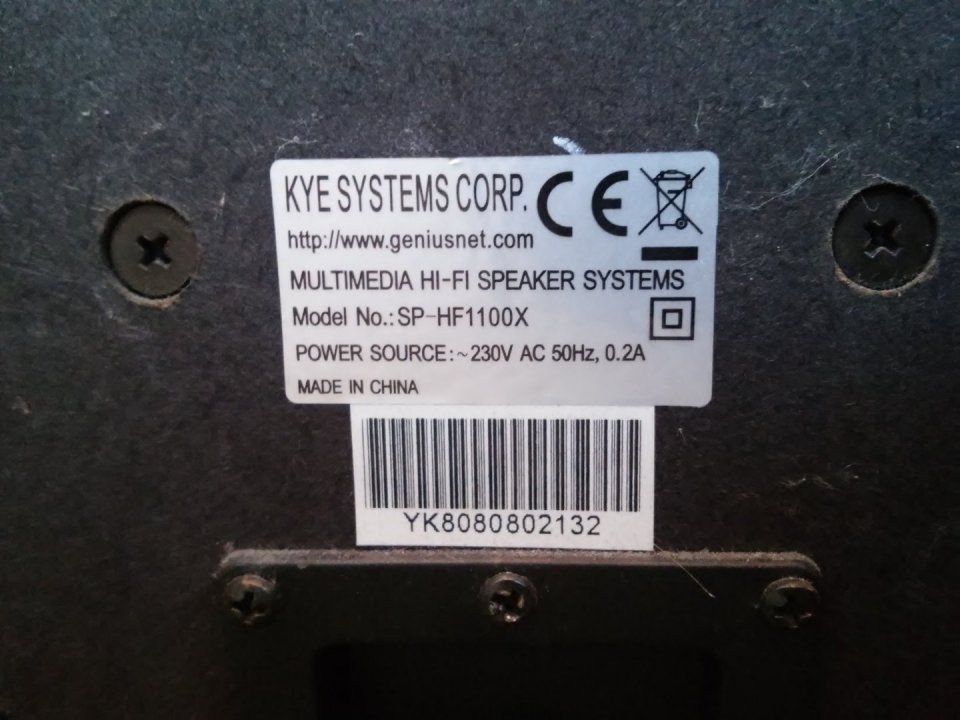 KYE SYSTEMS CORP. CE
http://www.geniusnet.com
MULTIMEDIA HI-FI SPEAKER SYSTEMS
Model No.: SP-HF1100X
POWER SOURCE:~230V AC 50Hz, 0.2A
MADE IN CHINA
YK8080802132